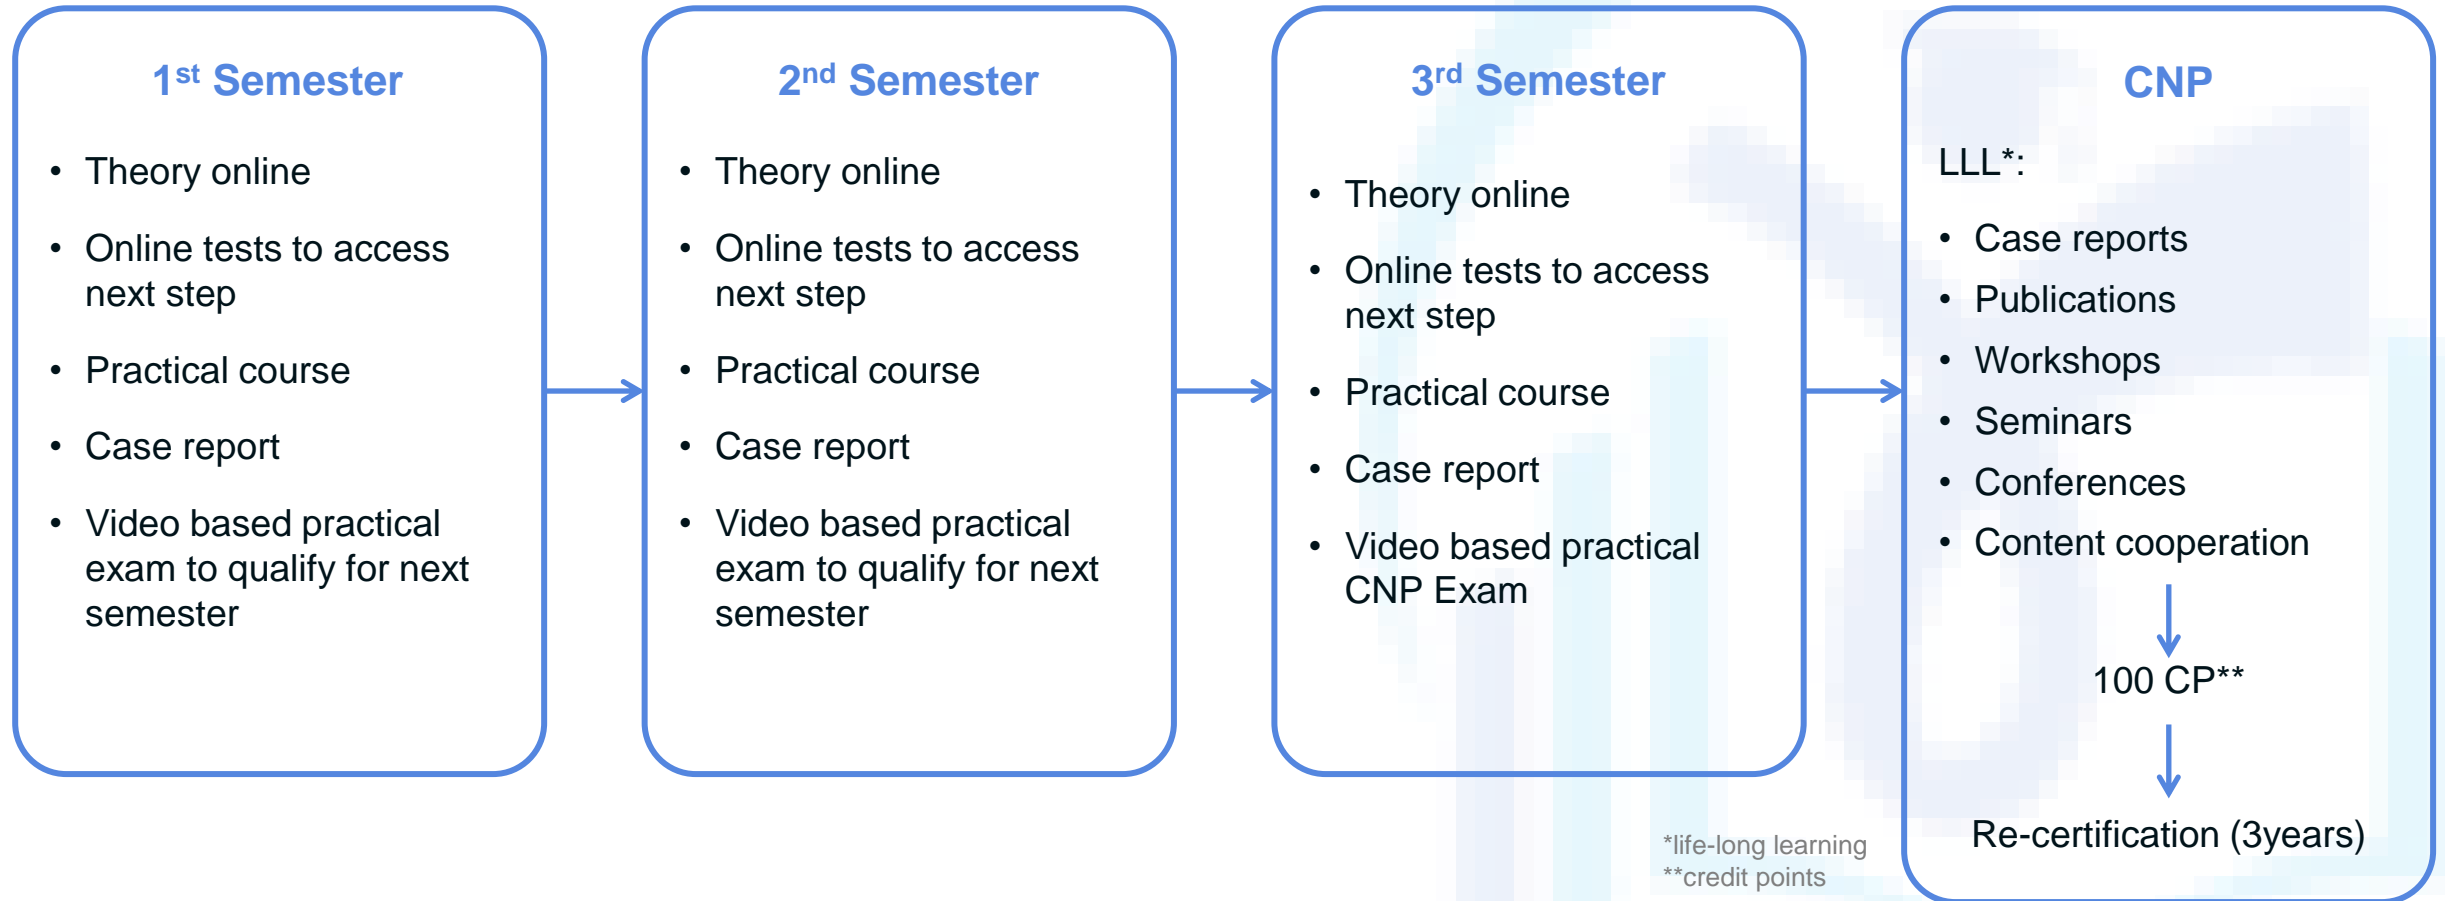 1st Semester
• Theory online
• Online tests to access
next step
• Practical course
• Case report
• Video based practical
exam to qualify for next
semester
2nd Semester
• Theory online
• Online tests to access
next step
• Practical course
• Case report
• Video based practical
exam to qualify for next
semester
3rd Semester
• Theory online
• Online tests to access
next step
• Practical course
• Case report
• Video based practical
CNP Exam
CNP
LLL*:
• Case reports
• Publications
• Workshops
• Seminars
• Conferences
• Content cooperation
100 CP**
Re-certification (3years)
*life-long learning
**credit points